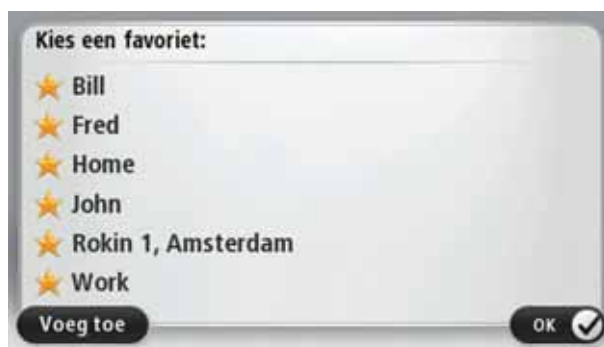 Kies een favoriet:
Bill
Fred
Home
John
Rokin 1, Amsterdam
Work
Voeg toe
OK